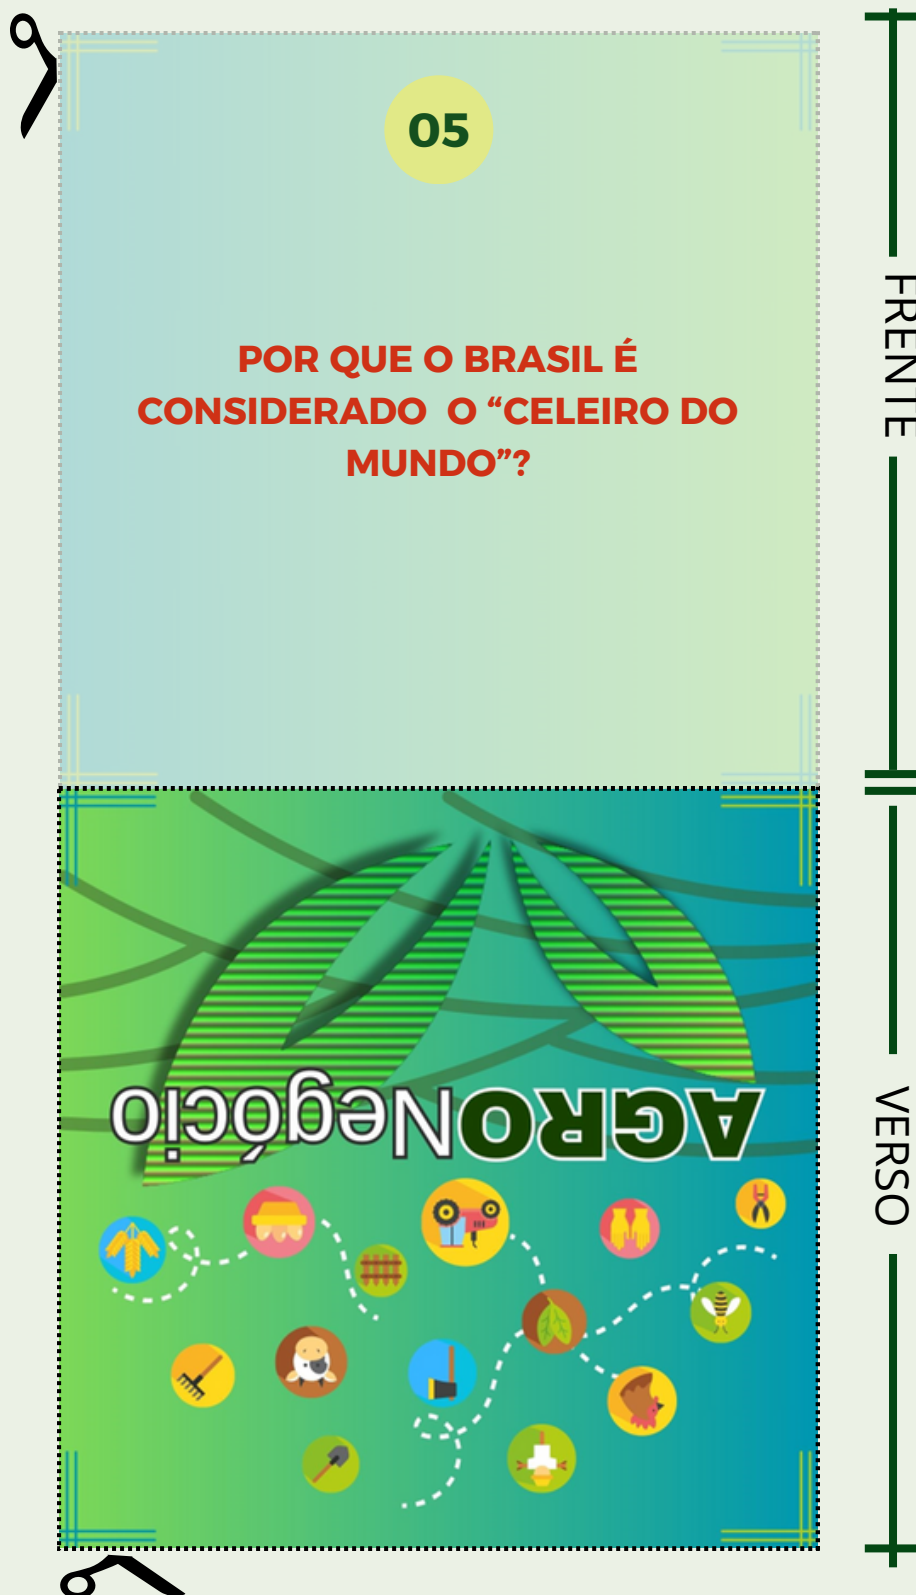 05
POR QUE O BRASIL É
CONSIDERADO O “CELEIRO DO
MUNDO”?
FRENTE
AGRONegócio
VERSO